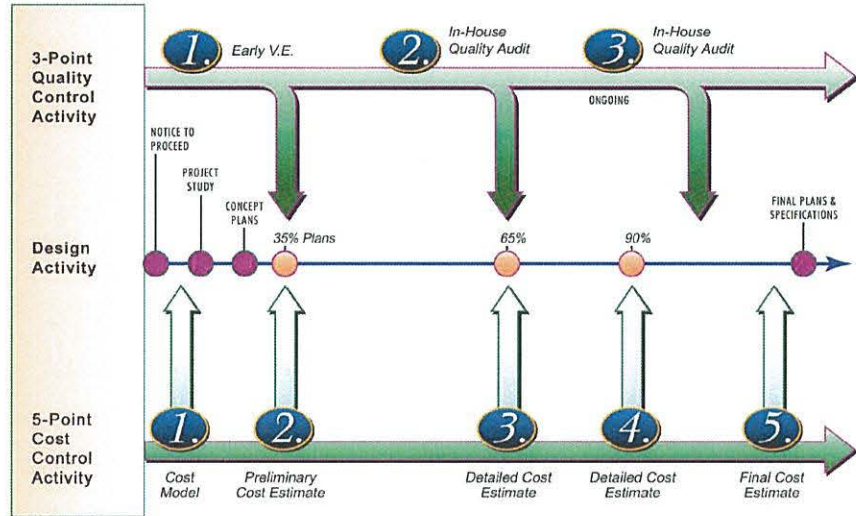 3-Point
Quality
Control
Activity
1.
Early V.E.
2.
In-House
Quality Audit
3.
In-House
Quality Audit
ONGOING
NOTICE TO
PROCEED
PROJECT
STUDY
CONCEPT
PLANS
Design
Activity
35% Plans
65%
90%
FINAL PLANS &
SPECIFICATIONS
5-Point
Cost
Control
Activity
1.
Cost
Model
2.
Preliminary
Cost Estimate
3.
Detailed Cost
Estimate
4.
Detailed Cost
Estimate
5.
Final Cost
Estimate